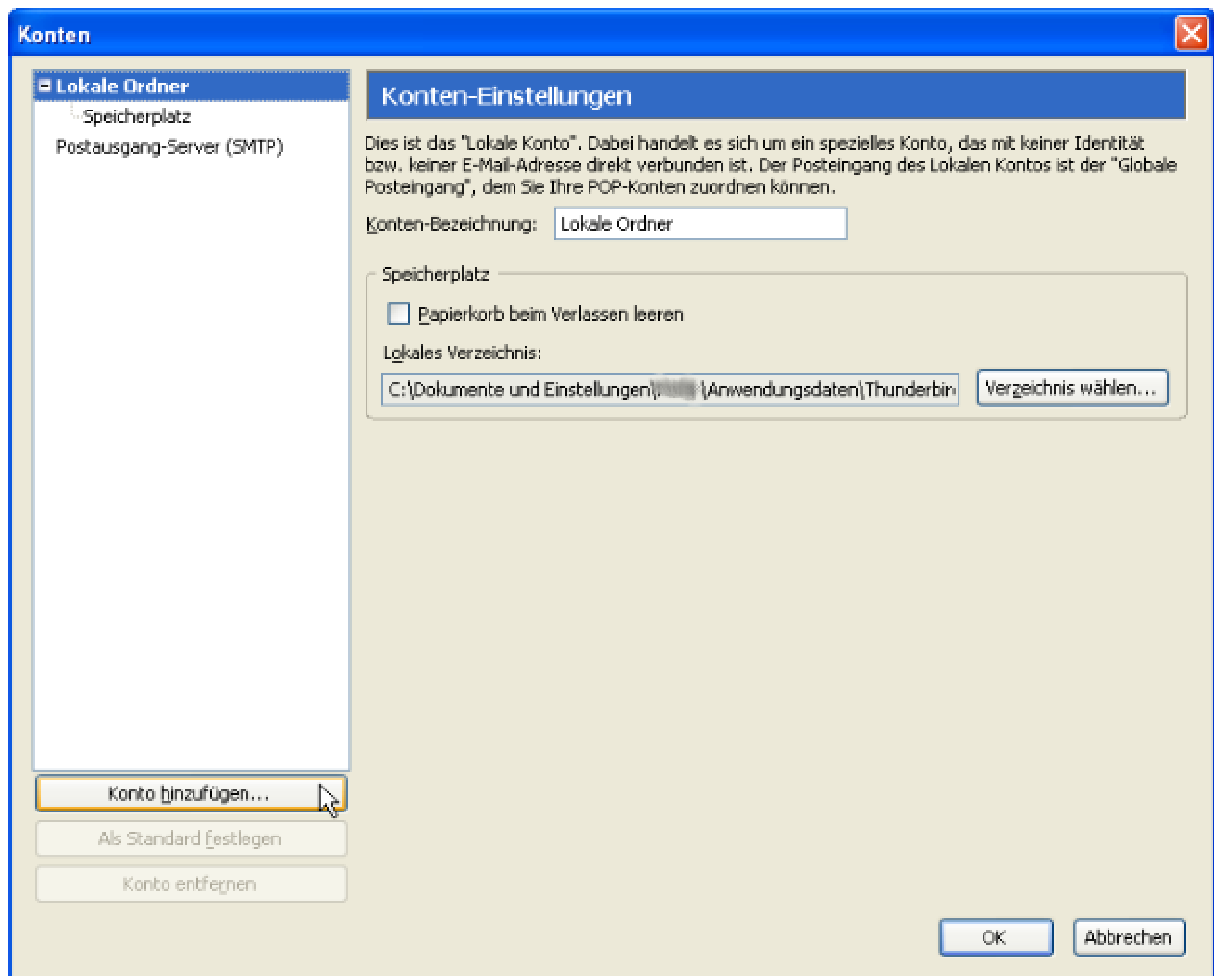 Konten
Lokale Ordner
Speicherplatz
Postausgang-Server (SMTP)
Konto hinzufügen...
Als Standard festlegen
Konto entfernen
Konten-Einstellungen
Dies ist das "Lokale Konto". Dabei handelt es sich um ein spezielles Konto, das mit keiner Identität
bzw. keiner E-Mail-Adresse direkt verbunden ist. Der Posteingang des Lokalen Kontos ist der "Globale
Posteingang", dem Sie Ihre POP-Konten zuordnen können.
Konten-Bezeichnung: Lokale Ordner
Speicherplatz
Papierkorb beim Verlassen leeren
Lokales Verzeichnis:
C:\Dokumente und Einstellungen\ \Anwendungsdaten\Thunderbir
Verzeichnis wählen...
OK
Abbrechen